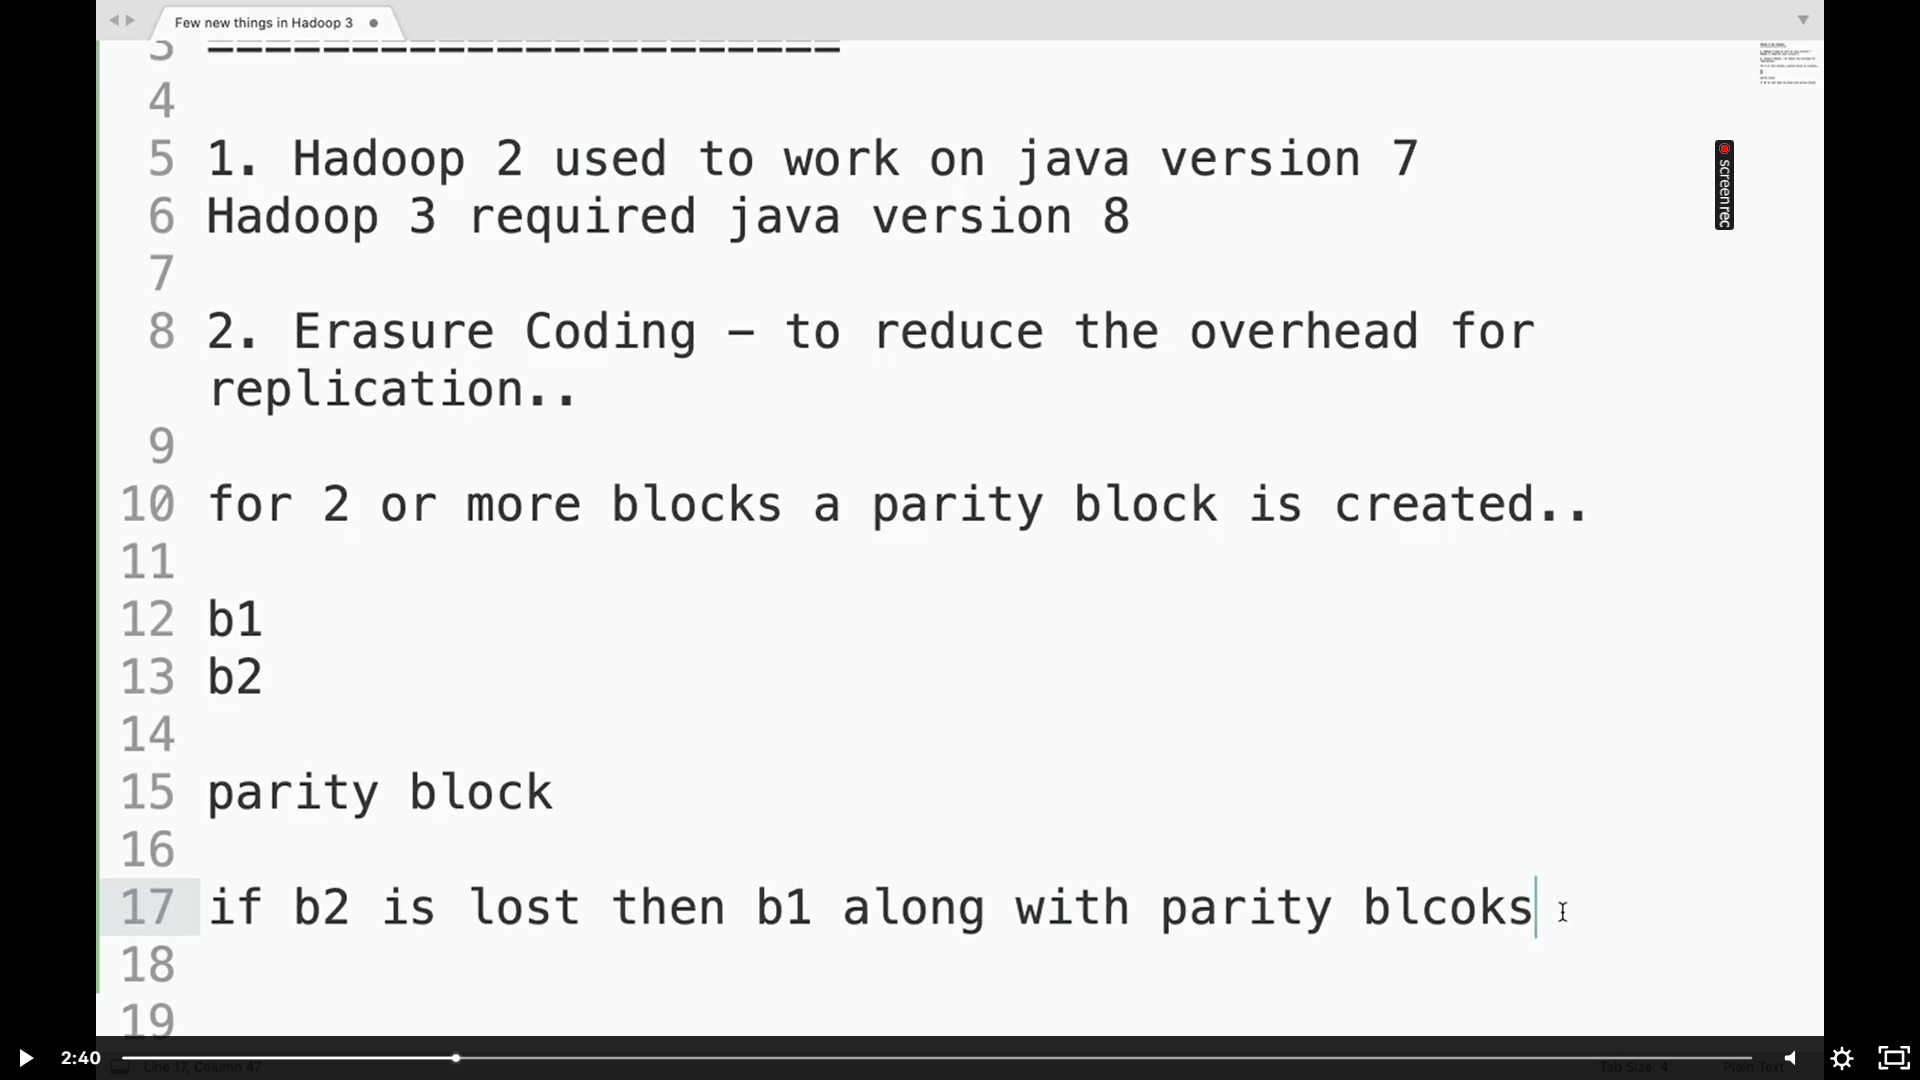 Few new things in Hadoop 3
3 ======================
4
5 1. Hadoop 2 used to work on java version 7
6 Hadoop 3 required java version 8
7
8 2. Erasure Coding – to reduce the overhead for
replication..
9
10 for 2 or more blocks a parity block is created..
11
12 b1
13 b2
14
15 parity block
16
17 if b2 is lost then b1 along with parity blcoks
18
19
screenrec
2:40
Line 17, Column 47
Tab Size: 4
Plain Text